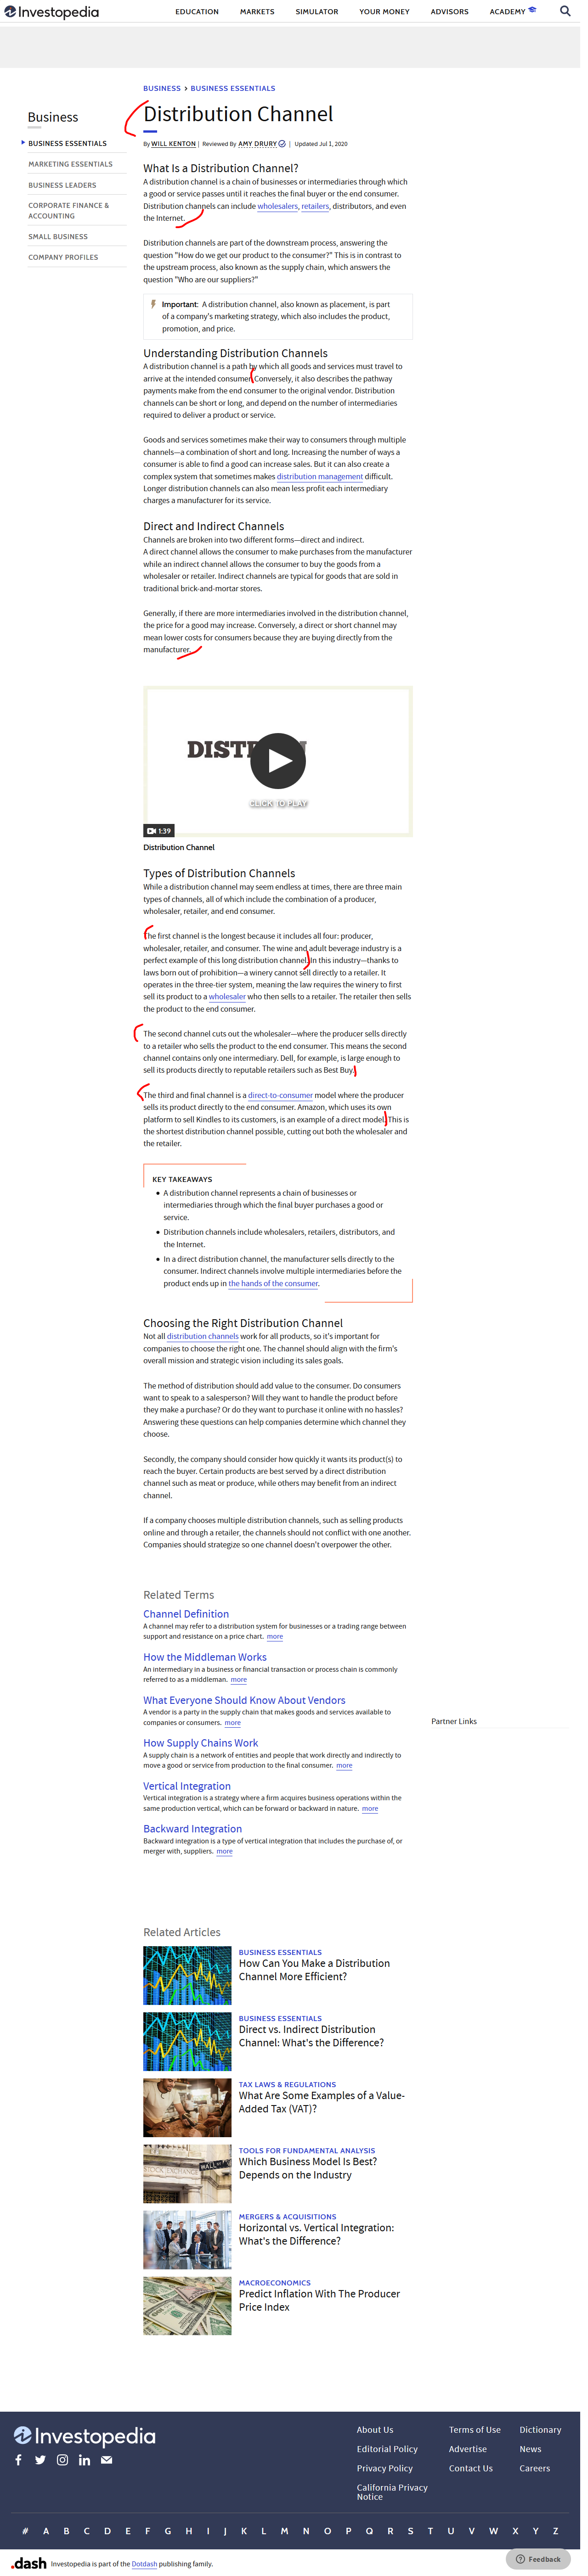 Investopedia
EDUCATION MARKETS SIMULATOR YOUR MONEY ADVISORS ACADEMY
BUSINESS > BUSINESS ESSENTIALS
Business
BUSINESS ESSENTIALS
MARKETING ESSENTIALS
BUSINESS LEADERS
CORPORATE FINANCE &
ACCOUNTING
SMALL BUSINESS
COMPANY PROFILES
Distribution Channel
By WILL KENTON | Reviewed By AMY DRURY | Updated Jul 1, 2020
What Is a Distribution Channel?
A distribution channel is a chain of businesses or intermediaries through which
a good or service passes until it reaches the final buyer or the end consumer.
Distribution channels can include wholesalers, retailers, distributors, and even
the Internet.
Distribution channels are part of the downstream process, answering the
question "How do we get our product to the consumer?" This is in contrast to
the upstream process, also known as the supply chain, which answers the
question "Who are our suppliers?"
Important: A distribution channel, also known as placement, is part
of a company's marketing strategy, which also includes the product,
promotion, and price.
Understanding Distribution Channels
A distribution channel is a path by which all goods and services must travel to
arrive at the intended consumer. Conversely, it also describes the pathway
payments make from the end consumer to the original vendor. Distribution
channels can be short or long, and depend on the number of intermediaries
required to deliver a product or service.
Goods and services sometimes make their way to consumers through multiple
channels—a combination of short and long. Increasing the number of ways a
consumer is able to find a good can increase sales. But it can also create a
complex system that sometimes makes distribution management difficult.
Longer distribution channels can also mean less profit each intermediary
charges a manufacturer for its service.
Direct and Indirect Channels
Channels are broken into two different forms—direct and indirect.
A direct channel allows the consumer to make purchases from the manufacturer
while an indirect channel allows the consumer to buy the goods from a
wholesaler or retailer. Indirect channels are typical for goods that are sold in
traditional brick-and-mortar stores.
Generally, if there are more intermediaries involved in the distribution channel,
the price for a good may increase. Conversely, a direct or short channel may
mean lower costs for consumers because they are buying directly from the
manufacturer.
CLICK TO PLAY
1:39
Distribution Channel
Types of Distribution Channels
While a distribution channel may seem endless at times, there are three main
types of channels, all of which include the combination of a producer,
wholesaler, retailer, and end consumer.
The first channel is the longest because it includes all four: producer,
wholesaler, retailer, and consumer. The wine and adult beverage industry is a
perfect example of this long distribution channel. In this industry—thanks to
laws born out of prohibition—a winery cannot sell directly to a retailer. It
operates in the three-tier system, meaning the law requires the winery to first
sell its product to a wholesaler who then sells to a retailer. The retailer then sells
the product to the end consumer.
The second channel cuts out the wholesaler—where the producer sells directly
to a retailer who sells the product to the end consumer. This means the second
channel contains only one intermediary. Dell, for example, is large enough to
sell its products directly to reputable retailers such as Best Buy.
The third and final channel is a direct-to-consumer model where the producer
sells its product directly to the end consumer. Amazon, which uses its own
platform to sell Kindles to its customers, is an example of a direct model. This is
the shortest distribution channel possible, cutting out both the wholesaler and
the retailer.
KEY TAKEAWAYS
• A distribution channel represents a chain of businesses or
intermediaries through which the final buyer purchases a good or
service.
• Distribution channels include wholesalers, retailers, distributors, and
the Internet.
• In a direct distribution channel, the manufacturer sells directly to the
consumer. Indirect channels involve multiple intermediaries before the
product ends up in the hands of the consumer.
Choosing the Right Distribution Channel
Not all distribution channels work for all products, so it's important for
companies to choose the right one. The channel should align with the firm's
overall mission and strategic vision including its sales goals.
The method of distribution should add value to the consumer. Do consumers
want to speak to a salesperson? Will they want to handle the product before
they make a purchase? Or do they want to purchase it online with no hassles?
Answering these questions can help companies determine which channel they
choose.
Secondly, the company should consider how quickly it wants its product(s) to
reach the buyer. Certain products are best served by a direct distribution
channel such as meat or produce, while others may benefit from an indirect
channel.
If a company chooses multiple distribution channels, such as selling products
online and through a retailer, the channels should not conflict with one another.
Companies should strategize so one channel doesn't overpower the other.
Related Terms
Channel Definition
A channel may refer to a distribution system for businesses or a trading range between
support and resistance on a price chart. more
How the Middleman Works
An intermediary in a business or financial transaction or process chain is commonly
referred to as a middleman. more
What Everyone Should Know About Vendors
A vendor is a party in the supply chain that makes goods and services available to
companies or consumers. more
How Supply Chains Work
A supply chain is a network of entities and people that work directly and indirectly to
move a good or service from production to the final consumer. more
Vertical Integration
Vertical integration is a strategy where a firm acquires business operations within the
same production vertical, which can be forward or backward in nature. more
Backward Integration
Backward integration is a type of vertical integration that includes the purchase of, or
merger with, suppliers. more
Partner Links
Related Articles
BUSINESS ESSENTIALS
How Can You Make a Distribution
Channel More Efficient?
BUSINESS ESSENTIALS
Direct vs. Indirect Distribution
Channel: What's the Difference?
TAX LAWS & REGULATIONS
What Are Some Examples of a Value-
Added Tax (VAT)?
TOOLS FOR FUNDAMENTAL ANALYSIS
Which Business Model Is Best?
Depends on the Industry
MERGERS & ACQUISITIONS
Horizontal vs. Vertical Integration:
What's the Difference?
MACROECONOMICS
Predict Inflation With The Producer
Price Index
Investopedia
About Us Terms of Use Dictionary
Editorial Policy Advertise News
Privacy Policy Contact Us Careers
California Privacy
Notice
# A B C D E F G H I J K L M N O P Q R S T U V W X Y Z
.dash Investopedia is part of the Dotdash publishing family.
Feedback